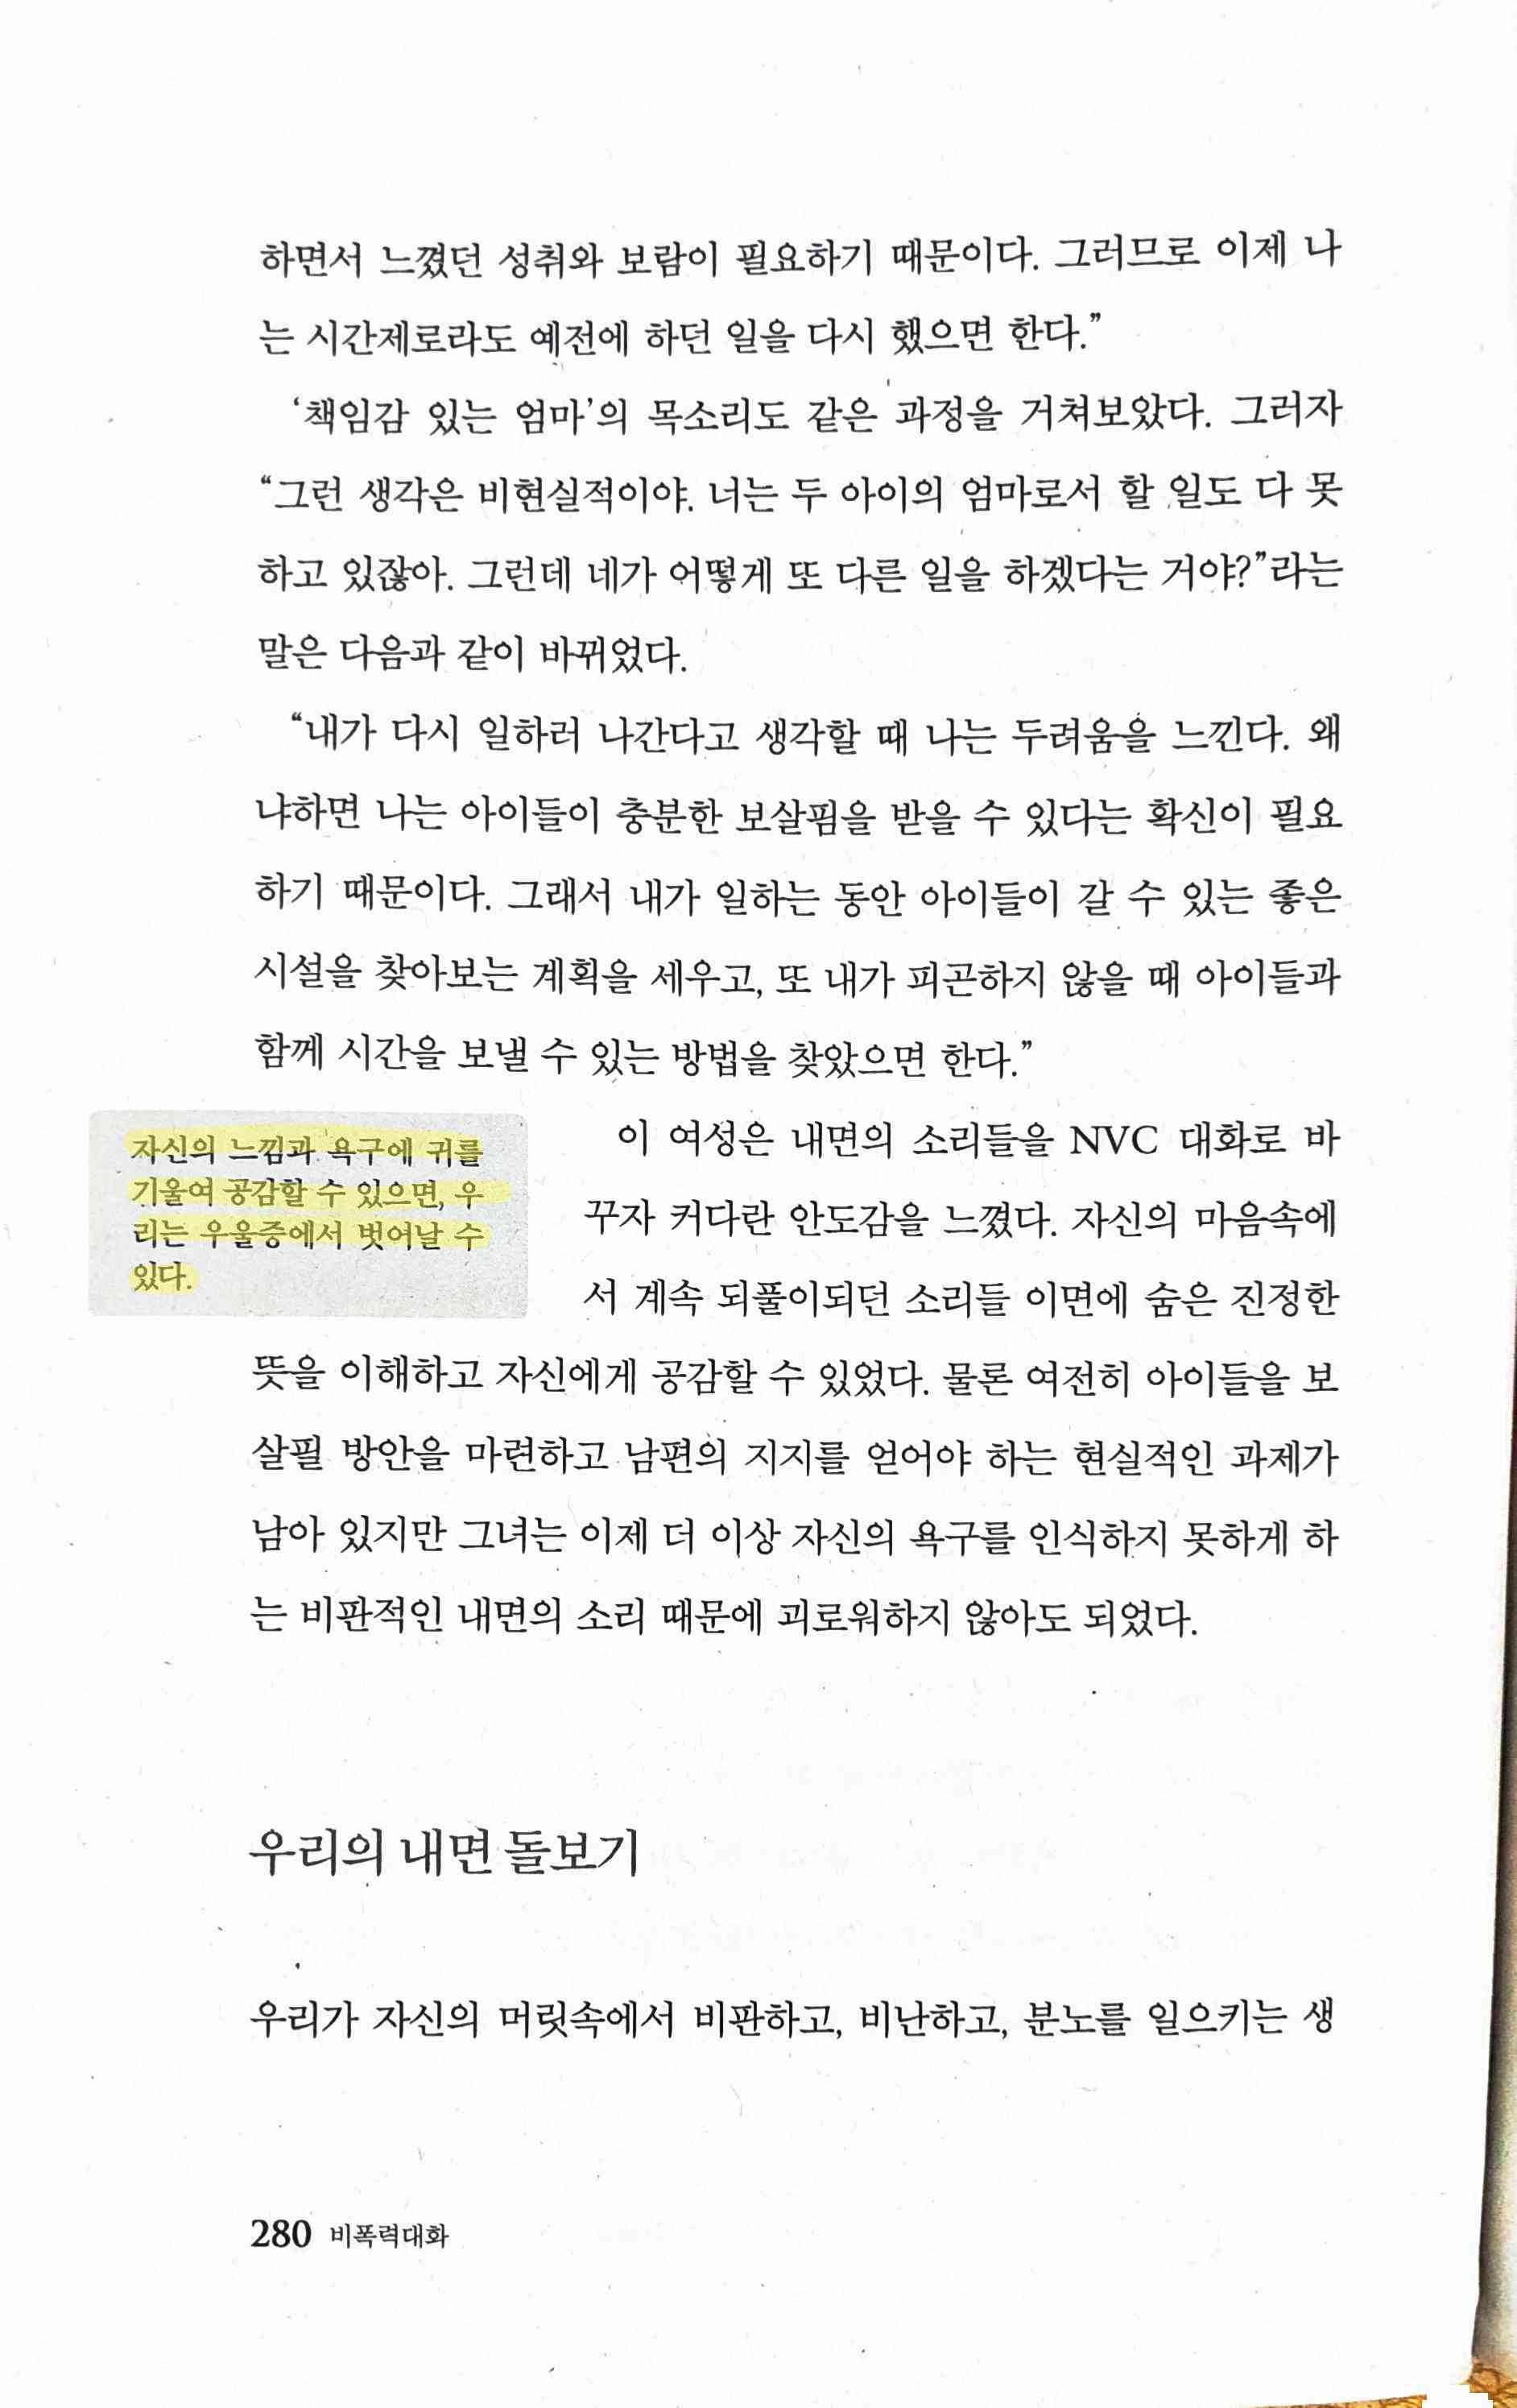 하면서 느꼈던 성취와 보람이 필요하기 때문이다. 그러므로 이제 나
는 시간제로라도 예전에 하던 일을 다시 했으면 한다.”
‘책임감 있는 엄마’의 목소리도 같은 과정을 거쳐보았다. 그러자
“그런 생각은 비현실적이야. 너는 두 아이의 엄마로서 할 일도 다 못
하고 있잖아. 그런데 네가 어떻게 또 다른 일을 하겠다는 거야?”라는
말은 다음과 같이 바뀌었다.
“내가 다시 일하러 나간다고 생각할 때 나는 두려움을 느낀다. 왜
냐하면 나는 아이들이 충분한 보살핌을 받을 수 있다는 확신이 필요
하기 때문이다. 그래서 내가 일하는 동안 아이들이 갈 수 있는 좋은
시설을 찾아보는 계획을 세우고, 또 내가 피곤하지 않을 때 아이들과
함께 시간을 보낼 수 있는 방법을 찾았으면 한다.”
자신의 느낌과 욕구에 귀를
기울여 공감할 수 있으면, 우
리는 우울증에서 벗어날 수
있다.
이 여성은 내면의 소리들을 NVC 대화로 바
꾸자 커다란 안도감을 느꼈다. 자신의 마음속에
서 계속 되풀이되던 소리들 이면에 숨은 진정한
뜻을 이해하고 자신에게 공감할 수 있었다. 물론 여전히 아이들을 보
살필 방안을 마련하고 남편의 지지를 얻어야 하는 현실적인 과제가
남아 있지만 그녀는 이제 더 이상 자신의 욕구를 인식하지 못하게 하
는 비판적인 내면의 소리 때문에 괴로워하지 않아도 되었다.
우리의 내면 돌보기
우리가 자신의 머릿속에서 비판하고, 비난하고, 분노를 일으키는 생
280 비폭력대화